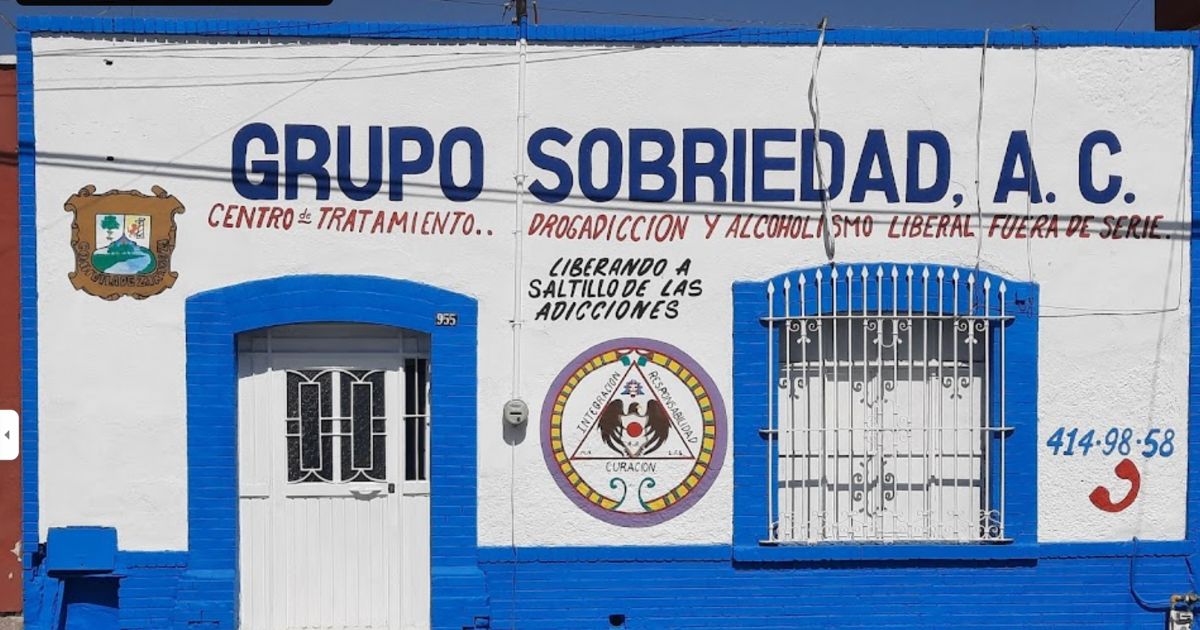 GRUPO SOBRIEDAD, A. C.
CENTRO de TRATAMIENTO.. DROGADICCION Y ALCOHOLISMO LIBERAL FUERA DE SERIE.
LIBERANDO A
SALTILLO DE LAS
ADICCIONES
955
INTEGRACION
RESPONSABILIDAD
CURACION
414·98·58